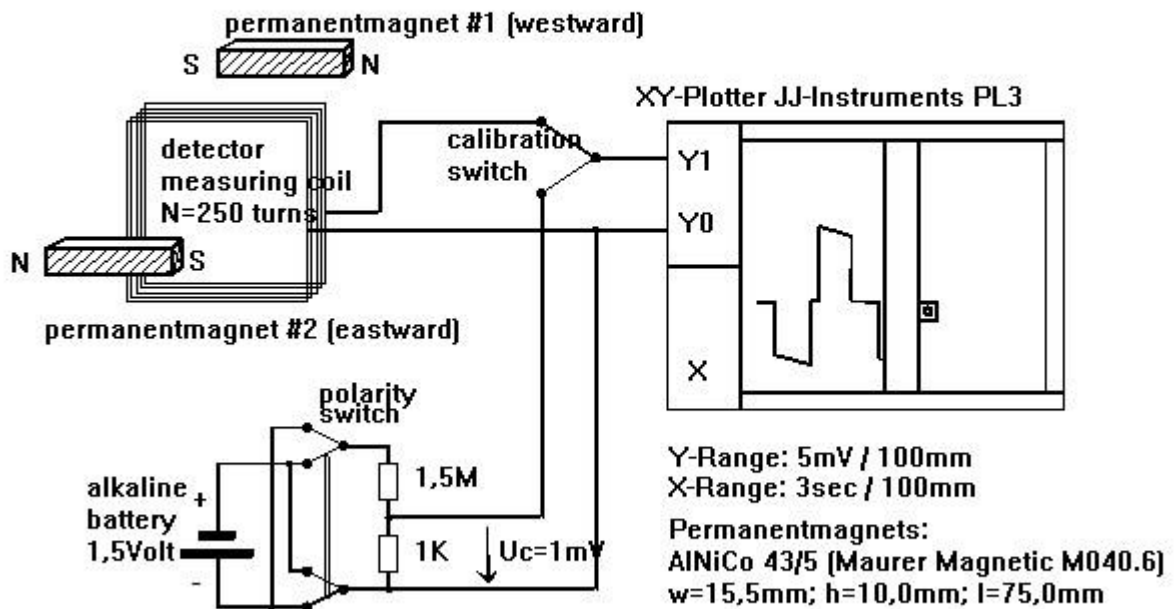 permanentmagnet #1 (westward)
S
N
XY-Plotter JJ-Instruments PL3
detector
measuring coil
N=250 turns
calibration
switch
Y1
Y0
X
N
S
permanentmagnet #2 (eastward)
polarity
switch
alkaline
battery
1,5Volt
+
-
1,5M
1K
Uc=1mV
Y-Range: 5mV / 100mm
X-Range: 3sec / 100mm
Permanentmagnets:
AlNiCo 43/5 (Maurer Magnetic M040.6)
w=15,5mm; h=10,0mm; l=75,0mm